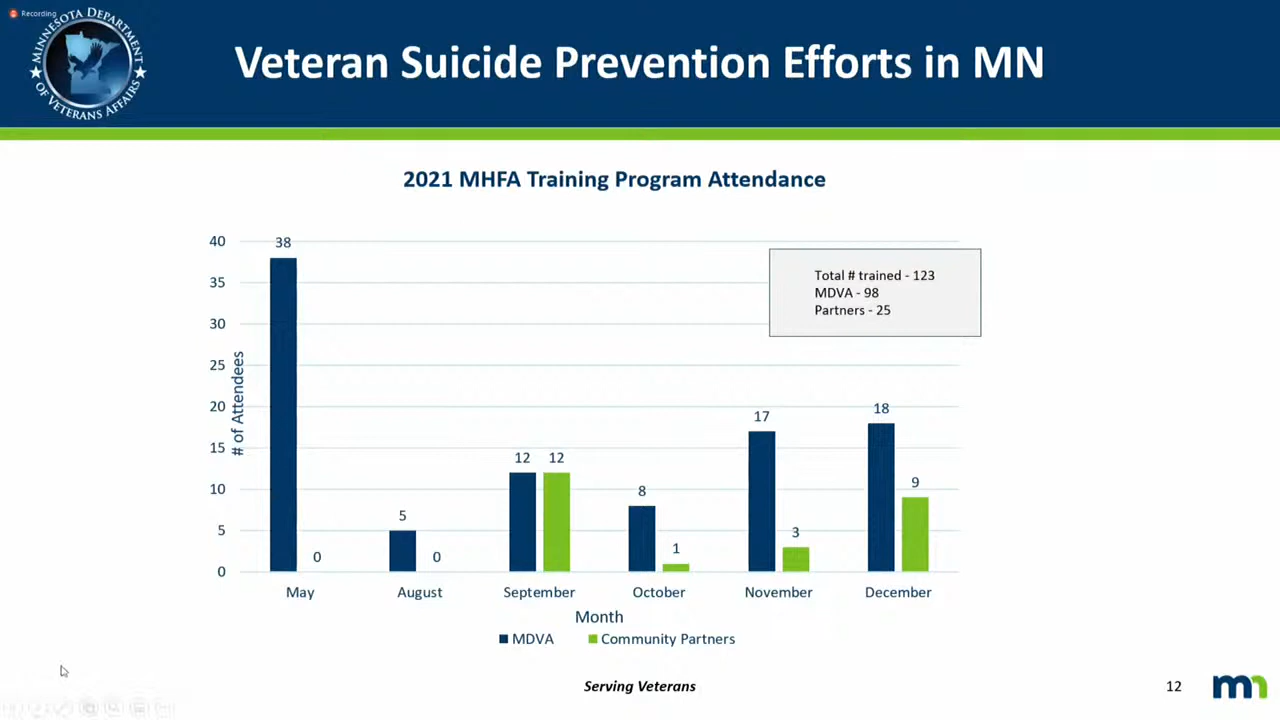 Recording
MINNESOTA DEPARTMENT
OF VETERANS AFFAIRS
Veteran Suicide Prevention Efforts in MN
2021 MHFA Training Program Attendance
# of Attendees
40
35
30
25
20
15
10
5
0
38
0
5
0
12
12
8
1
17
3
18
9
Total # trained - 123
MDVA - 98
Partners - 25
May
August
September
October
November
December
Month
MDVA
Community Partners
Serving Veterans
12
mn